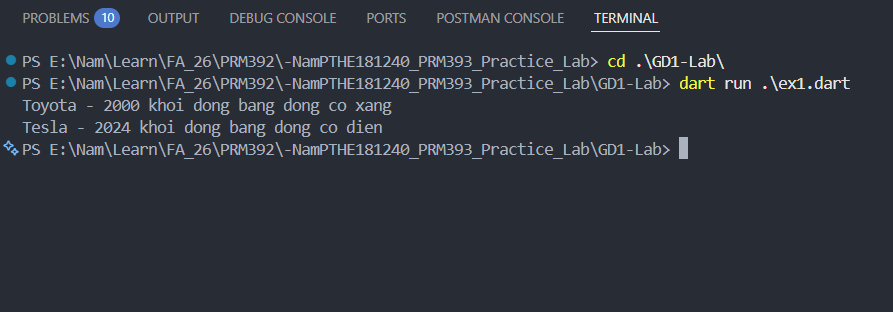 PROBLEMS 10 OUTPUT DEBUG CONSOLE PORTS POSTMAN CONSOLE TERMINAL
PS E:\Nam\Learn\FA_26\PRM392\-NamPTHE181240_PRM393_Practice_Lab> cd .\GD1-Lab\
PS E:\Nam\Learn\FA_26\PRM392\-NamPTHE181240_PRM393_Practice_Lab\GD1-Lab> dart run .\ex1.dart
Toyota - 2000 khoi dong bang dong co xang
Tesla - 2024 khoi dong bang dong co dien
PS E:\Nam\Learn\FA_26\PRM392\-NamPTHE181240_PRM393_Practice_Lab\GD1-Lab>